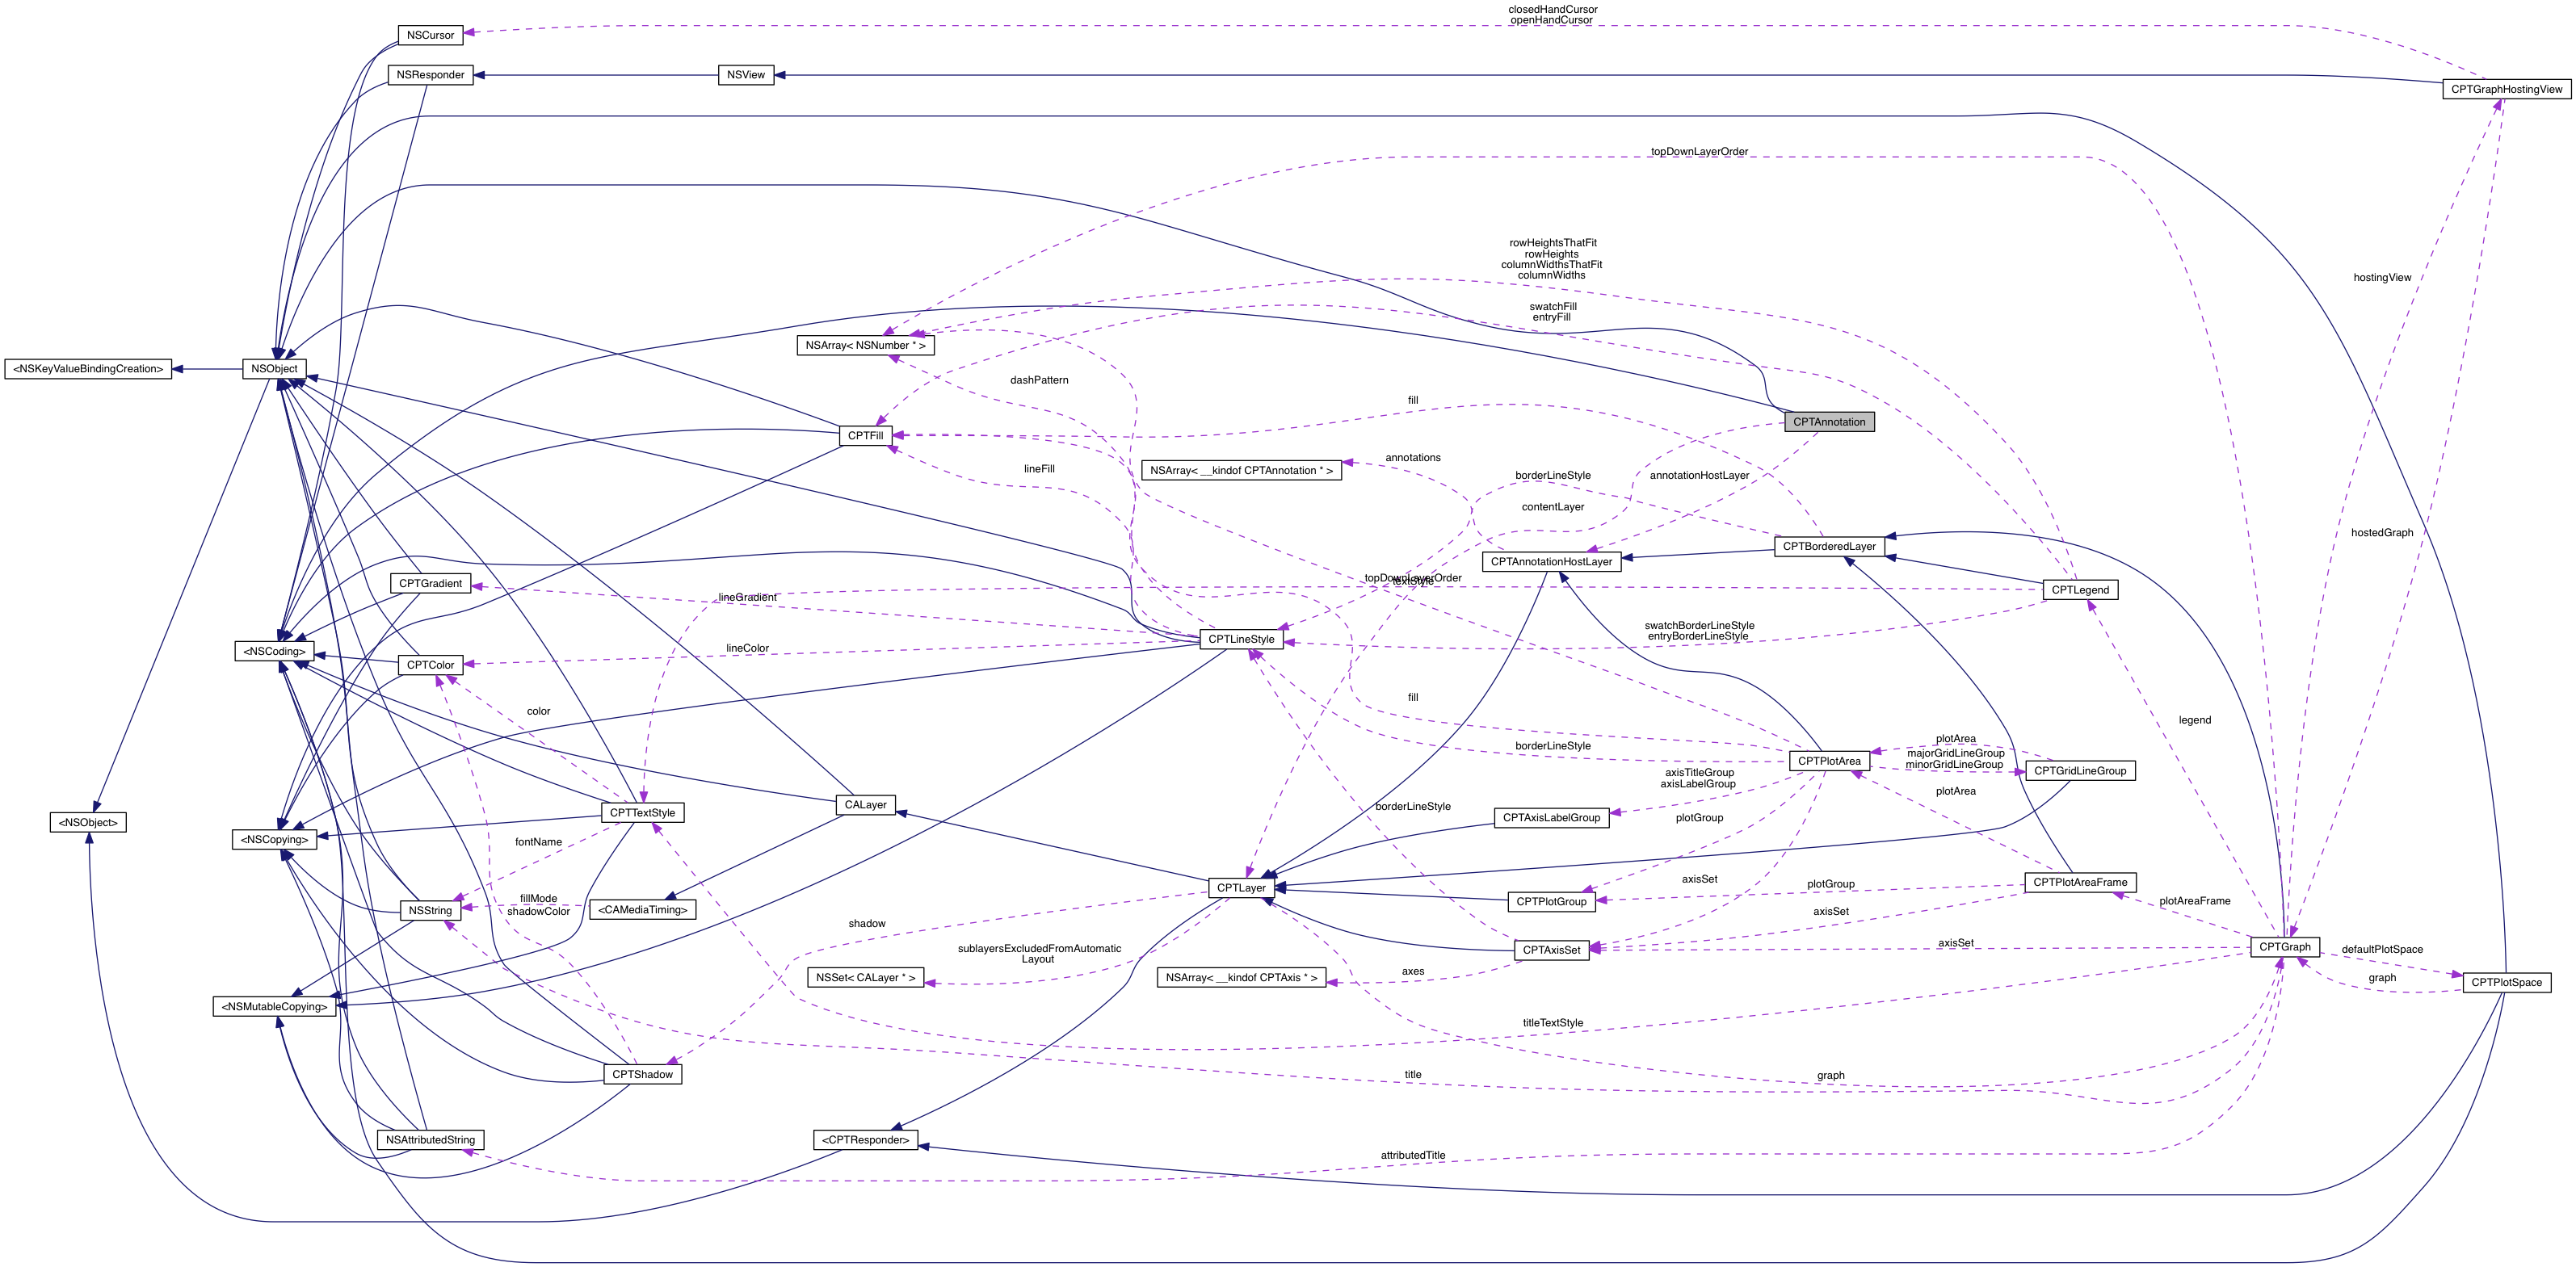 closedHandCursor
openHandCursor
NSCursor
NSResponder
NSView
CPTGraphHostingView
topDownLayerOrder
rowHeightsThatFit
rowHeights
columnWidthsThatFit
columnWidths
hostingView
swatchFill
entryFill
NSArray< NSNumber * >
<NSKeyValueBindingCreation>
NSObject
dashPattern
fill
CPTAnnotation
CPTFill
annotations
lineFill
NSArray< __kindof CPTAnnotation * >
borderLineStyle
annotationHostLayer
contentLayer
hostedGraph
CPTBorderedLayer
CPTAnnotationHostLayer
topDownLayerOrder
textStyle
CPTGradient
CPTLegend
lineGradient
swatchBorderLineStyle
entryBorderLineStyle
CPTLineStyle
<NSCoding>
lineColor
CPTColor
fill
color
legend
plotArea
borderLineStyle
majorGridLineGroup
minorGridLineGroup
CPTPlotArea
CPTGridLineGroup
axisTitleGroup
axisLabelGroup
plotArea
CALayer
borderLineStyle
CPTTextStyle
<NSObject>
CPTAxisLabelGroup
plotGroup
<NSCopying>
fontName
axisSet
CPTPlotAreaFrame
plotGroup
CPTLayer
fillMode
shadowColor
NSString
<CAMediaTiming>
CPTPlotGroup
plotAreaFrame
axisSet
shadow
sublayersExcludedFromAutomatic
Layout
CPTAxisSet
axisSet
CPTGraph
defaultPlotSpace
axes
NSSet< CALayer * >
NSArray< __kindof CPTAxis * >
graph
CPTPlotSpace
<NSMutableCopying>
titleTextStyle
CPTShadow
title
graph
NSAttributedString
<CPTResponder>
attributedTitle